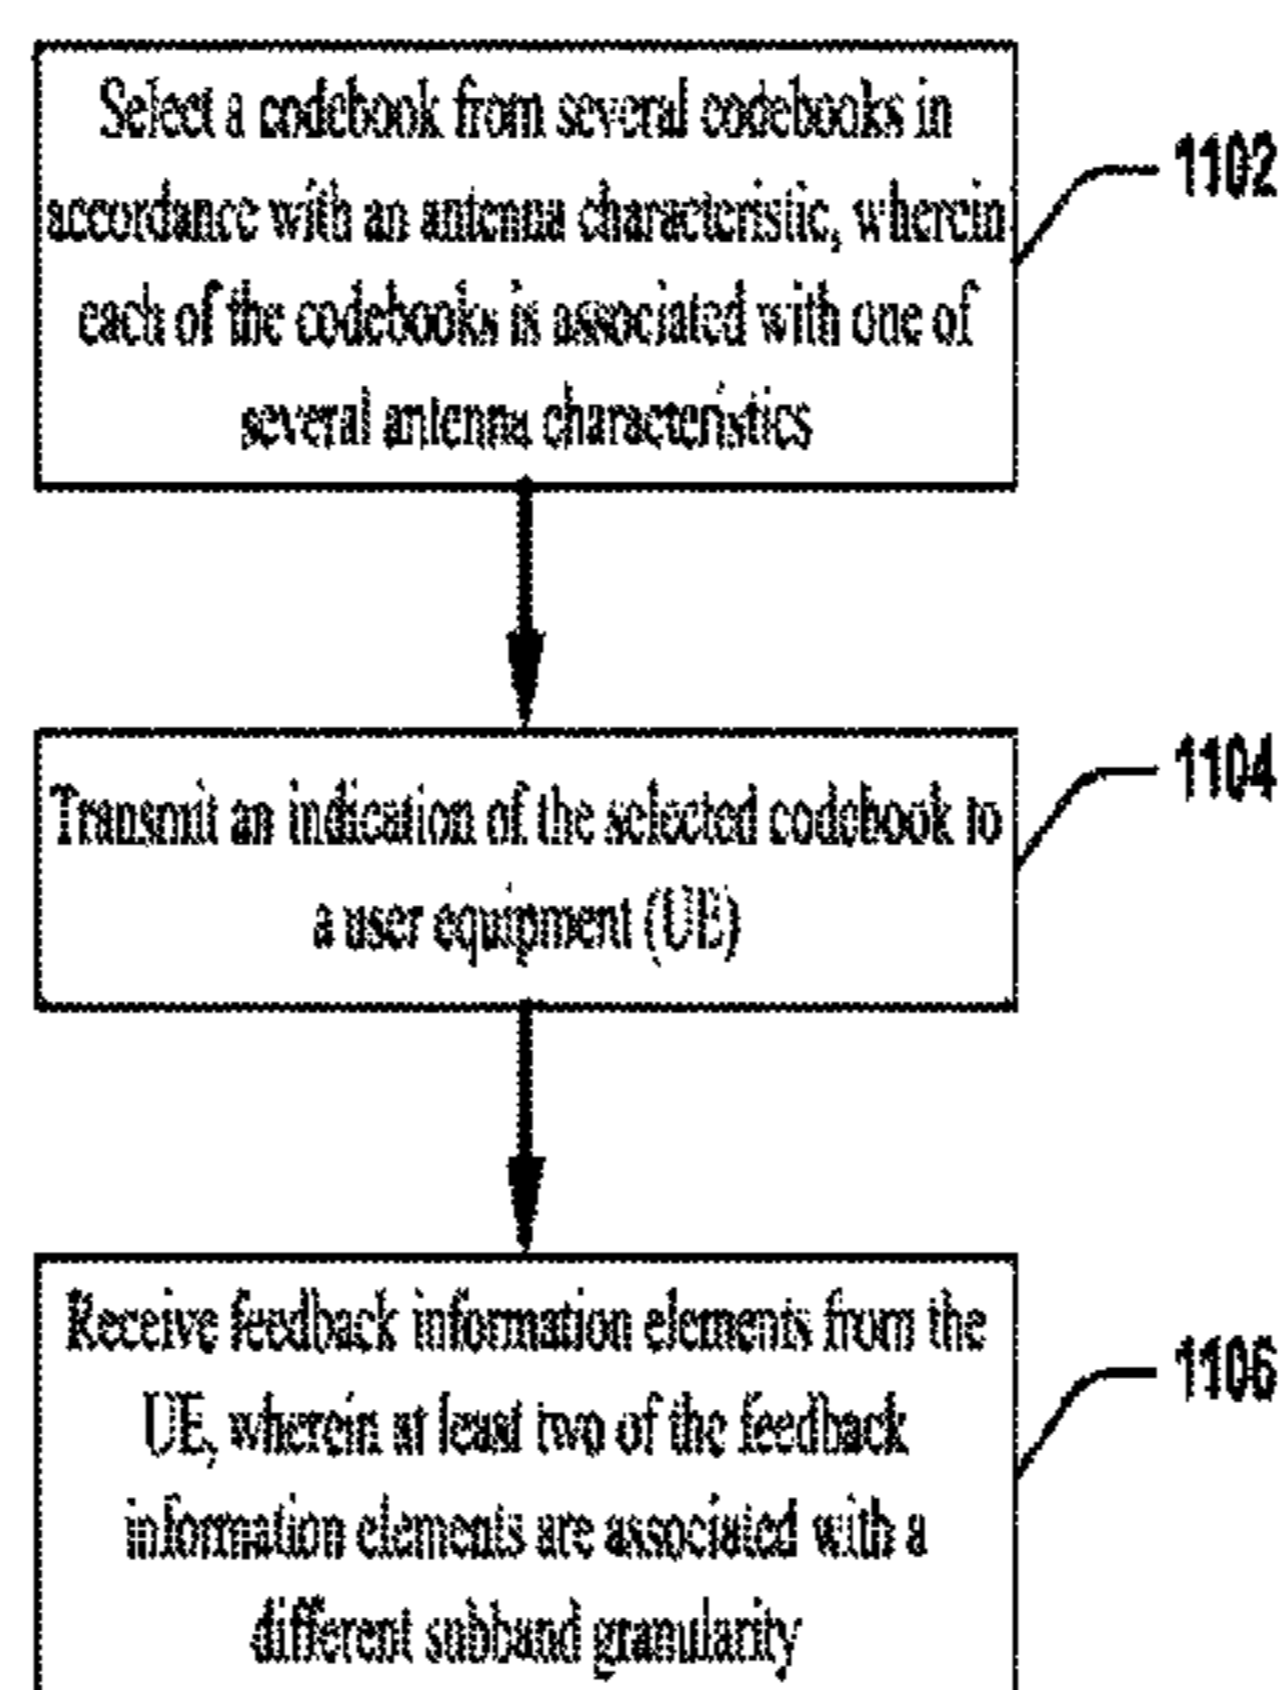 Select a codebook from several codebooks in
accordance with an antenna characteristic, wherein
each of the codebooks is associated with one of
several antenna characteristics
1102
Transmit an indication of the selected codebook to
a user equipment (UE)
1104
Receive feedback information elements from the
UE, wherein at least two of the feedback
information elements are associated with a
different subband granularity
1106